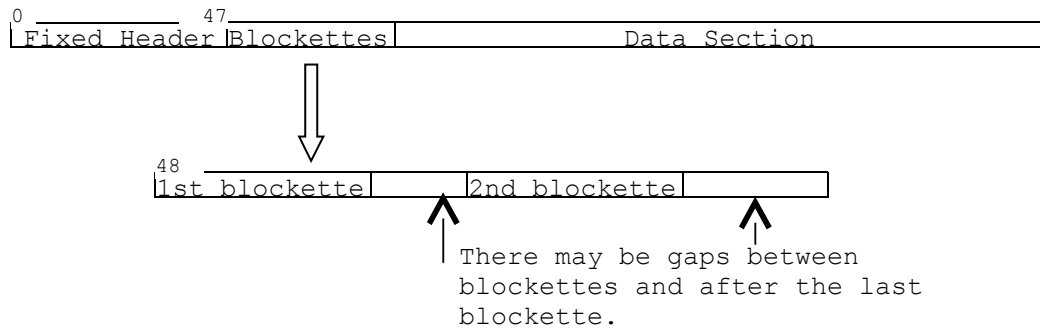 0 47
Fixed Header Blockettes Data Section
48
1st blockette 2nd blockette
There may be gaps between
blockettes and after the last
blockette.